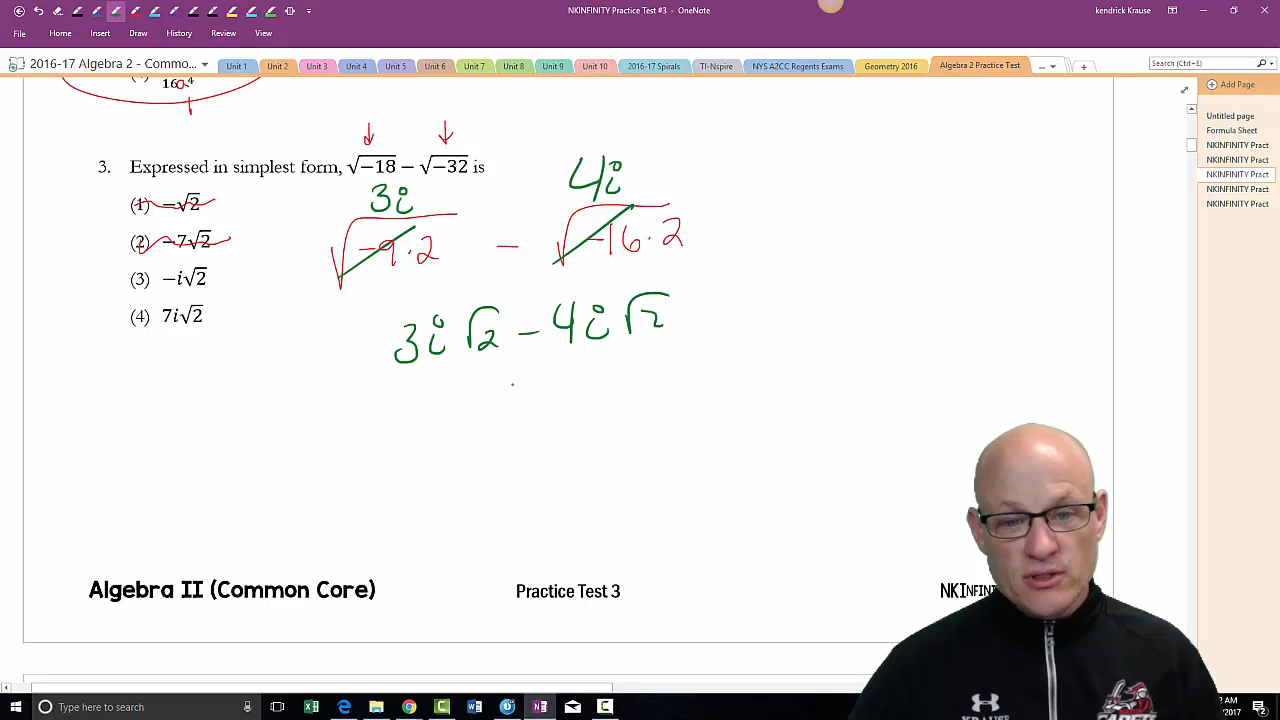 NKINFINITY Practice Test #3 - OneNote
kendrick Krause
File Home Insert Draw History Review View
2016-17 Algebra 2 - Commo...
Unit 1 Unit 2 Unit 3 Unit 4 Unit 5 Unit 6 Unit 7 Unit 8 Unit 9 Unit 10 2016-17 Spirals TI-Nspire NYS A2CC Regents Exams Geometry 2016 Algebra 2 Practice Test
Search (Ctrl+E)
Add Page
Untitled page
Formula Sheet
NKINFINITY Pract
NKINFINITY Pract
NKINFINITY Pract
NKINFINITY Pract
NKINFINITY Pract
3. Expressed in simplest form, √−18 − √−32 is
(1) −√2
(2) −7√2
(3) −i√2
(4) 7i√2
3i 4i
√−9·2 − √−16·2
3i√2 − 4i√2
Algebra II (Common Core)
Practice Test 3
Type here to search
KRAUSE